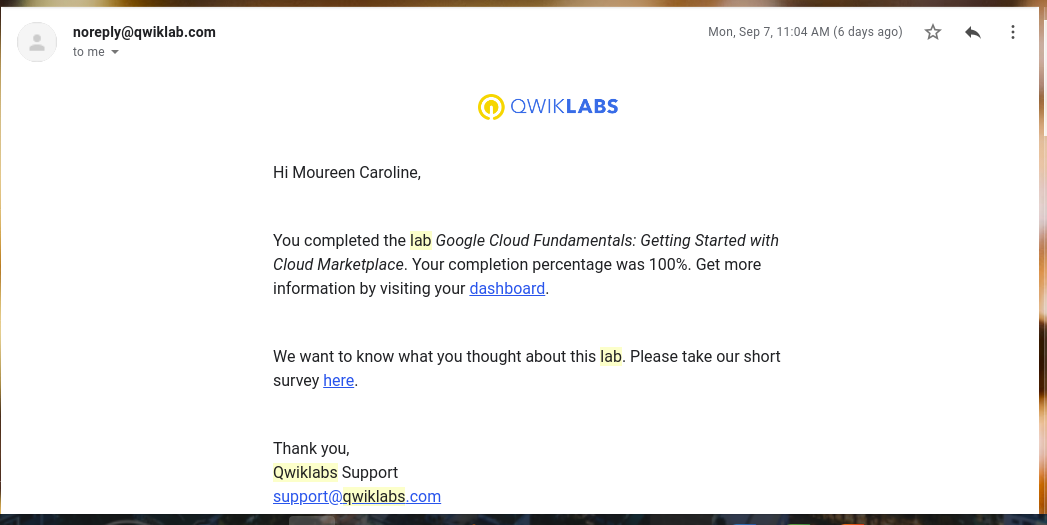 noreply@qwiklab.com
Mon, Sep 7, 11:04 AM (6 days ago)
to me
QWIKLABS
Hi Moureen Caroline,
You completed the lab Google Cloud Fundamentals: Getting Started with
Cloud Marketplace. Your completion percentage was 100%. Get more
information by visiting your dashboard.
We want to know what you thought about this lab. Please take our short
survey here.
Thank you,
Qwiklabs Support
support@qwiklabs.com